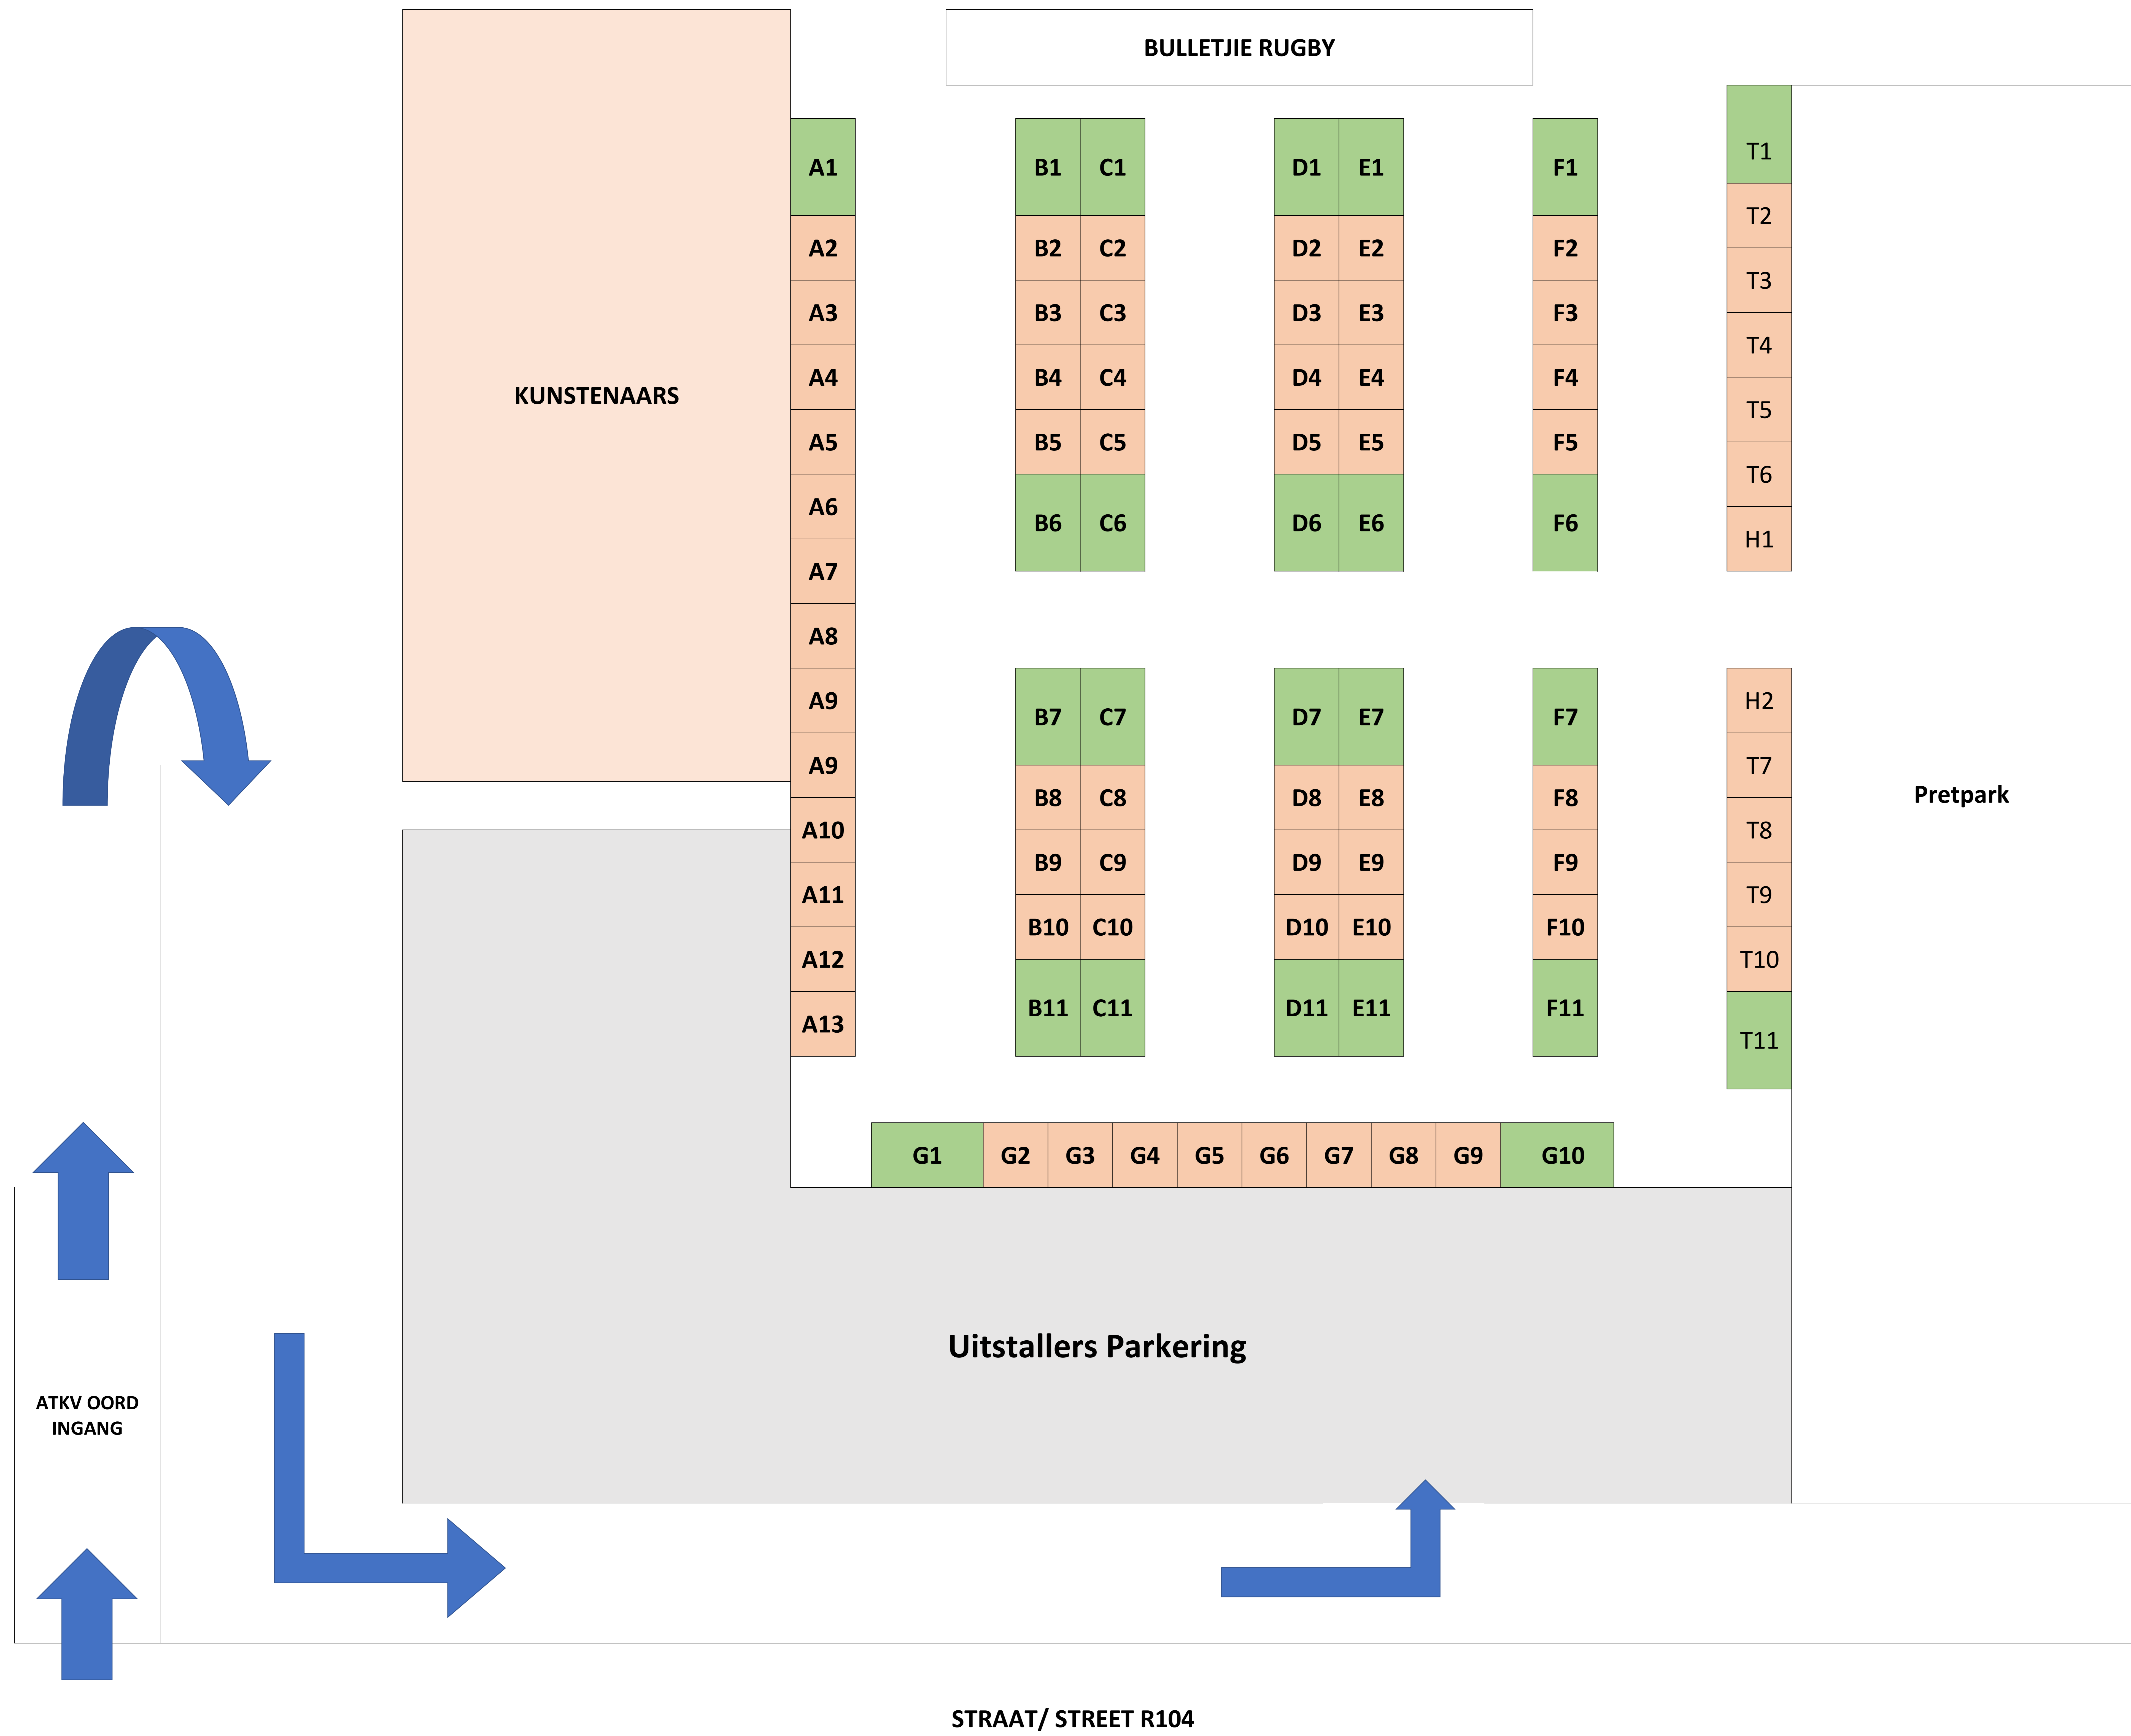 BULLETJIE RUGBY
KUNSTENAARS
A1
A2
A3
A4
A5
A6
A7
A8
A9
A9
A10
A11
A12
A13
B1 C1
B2 C2
B3 C3
B4 C4
B5 C5
B6 C6
B7 C7
B8 C8
B9 C9
B10 C10
B11 C11
D1 E1
D2 E2
D3 E3
D4 E4
D5 E5
D6 E6
D7 E7
D8 E8
D9 E9
D10 E10
D11 E11
F1
F2
F3
F4
F5
F6
F7
F8
F9
F10
F11
T1
T2
T3
T4
T5
T6
H1
H2
T7
T8
T9
T10
T11
Pretpark
G1 G2 G3 G4 G5 G6 G7 G8 G9 G10
Uitstallers Parkering
ATKV OORD
INGANG
STRAAT/ STREET R104